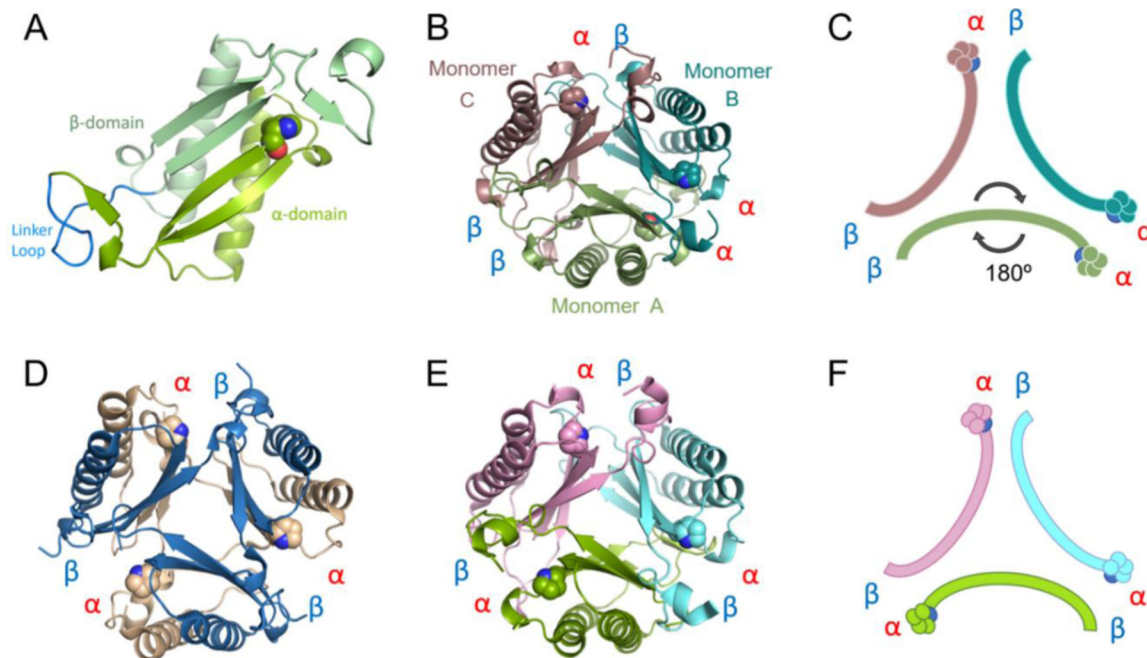 A
β-domain
α-domain
Linker
Loop
B
α
β
Monomer
C
Monomer
B
β
β
α
α
Monomer A
C
α
β
β
β
α
α
180º
D
α
β
β
α
α
β
E
α
β
β
α
α
β
F
α
β
β
α
α
β